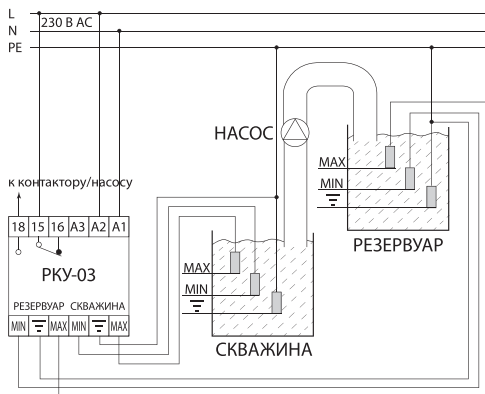 L
230 В AC
N
PE
НАСОС
MAX
MIN
к контактору/насосу
18 15 16 A3 A2 A1
РЕЗЕРВУАР
РКУ-03
MAX
MIN
РЕЗЕРВУАР СКВАЖИНА
MIN MAX MIN MAX
СКВАЖИНА